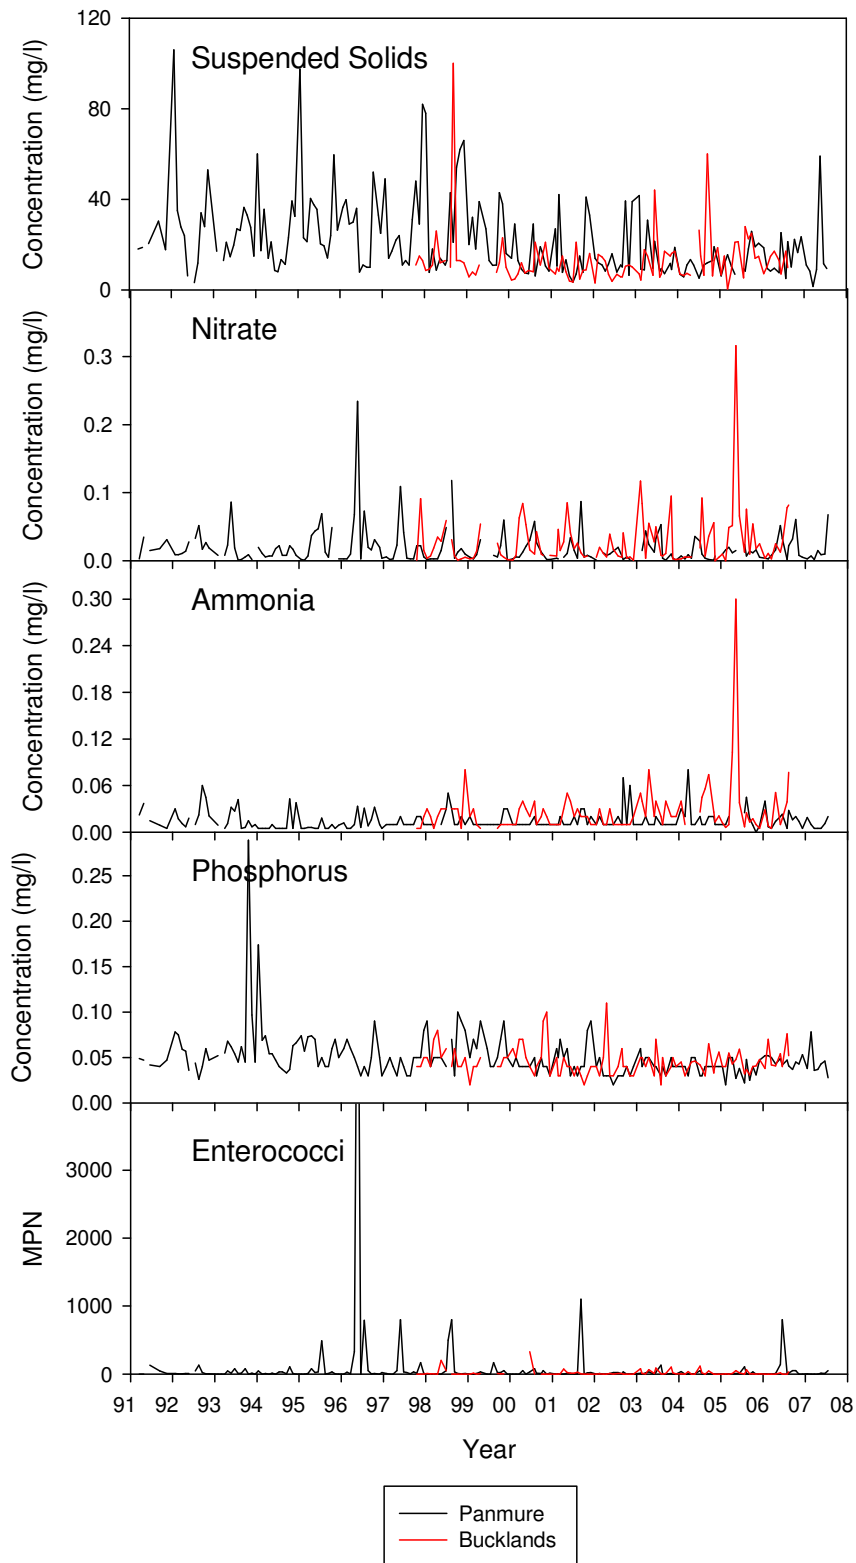 120
Suspended Solids
80
40
0
Concentration (mg/l)
Nitrate
0.3
0.2
0.1
0.0
Concentration (mg/l)
Ammonia
0.30
0.24
0.18
0.12
0.06
0.00
Concentration (mg/l)
Phosphorus
0.25
0.20
0.15
0.10
0.05
0.00
Concentration (mg/l)
Enterococci
3000
2000
1000
0
MPN
91 92 93 94 95 96 97 98 99 00 01 02 03 04 05 06 07 08
Year
Panmure
Bucklands